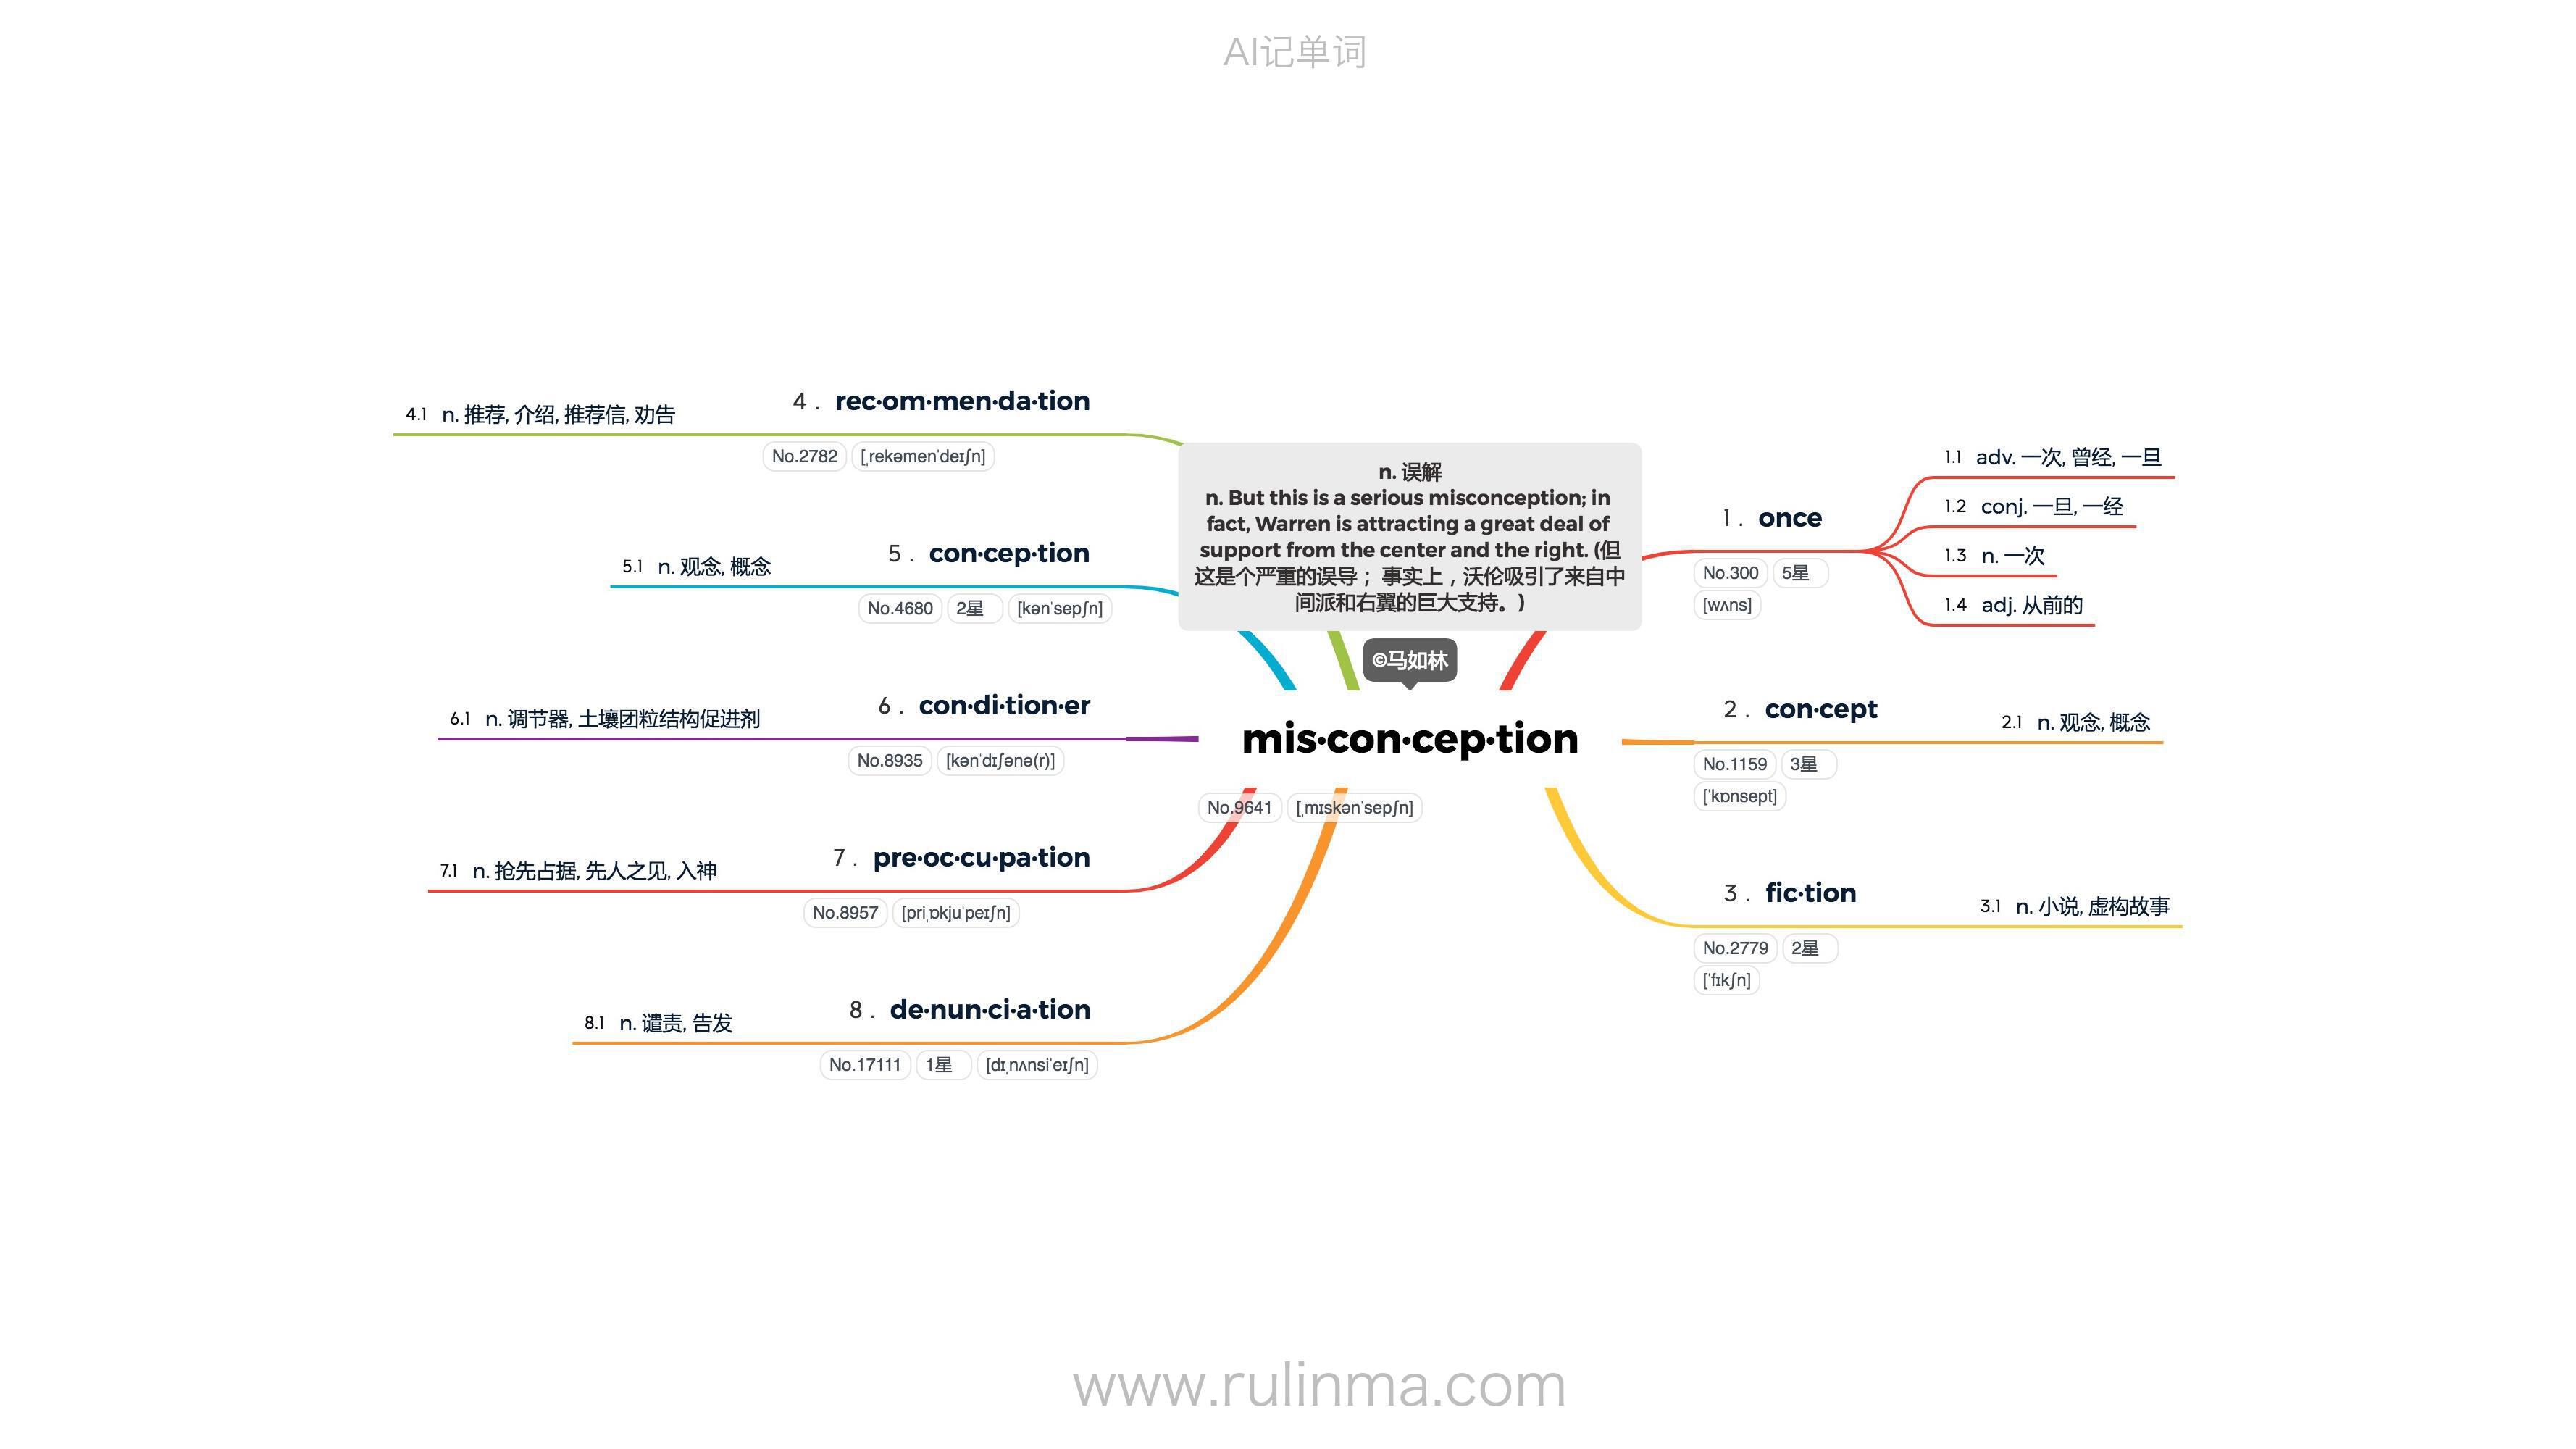 AI记单词
n. 误解
n. But this is a serious misconception; in
fact, Warren is attracting a great deal of
support from the center and the right. (但
这是个严重的误导； 事实上，沃伦吸引了来自中
间派和右翼的巨大支持。)
©马如林
mis·con·cep·tion
No.9641 [ˌmɪskənˈsepʃn]
1 . once
No.300 5星
[wʌns]
1.1 adv. 一次, 曾经, 一旦
1.2 conj. 一旦, 一经
1.3 n. 一次
1.4 adj. 从前的
2 . con·cept
No.1159 3星
[ˈkɒnsept]
2.1 n. 观念, 概念
3 . fic·tion
No.2779 2星
[ˈfɪkʃn]
3.1 n. 小说, 虚构故事
4 . rec·om·men·da·tion
No.2782 [ˌrekəmenˈdeɪʃn]
4.1 n. 推荐, 介绍, 推荐信, 劝告
5 . con·cep·tion
No.4680 2星 [kənˈsepʃn]
5.1 n. 观念, 概念
6 . con·di·tion·er
No.8935 [kənˈdɪʃənə(r)]
6.1 n. 调节器, 土壤团粒结构促进剂
7 . pre·oc·cu·pa·tion
No.8957 [priˌɒkjuˈpeɪʃn]
7.1 n. 抢先占据, 先人之见, 入神
8 . de·nun·ci·a·tion
No.17111 1星 [dɪˌnʌnsiˈeɪʃn]
8.1 n. 谴责, 告发
www.rulinma.com